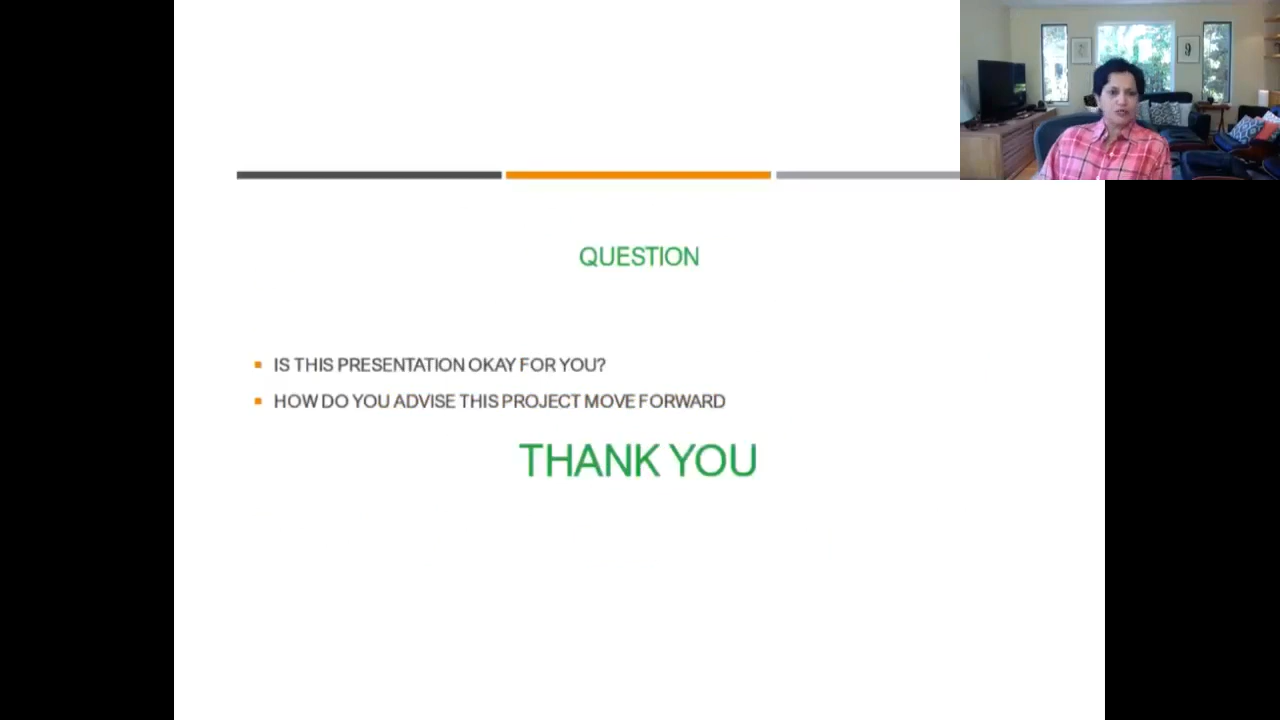 QUESTION
IS THIS PRESENTATION OKAY FOR YOU?
HOW DO YOU ADVISE THIS PROJECT MOVE FORWARD
THANK YOU